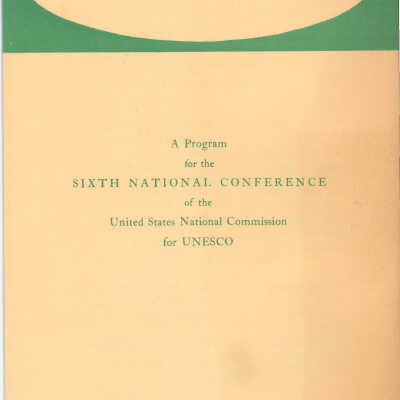 A Program
for the
SIXTH NATIONAL CONFERENCE
of the
United States National Commission
for UNESCO